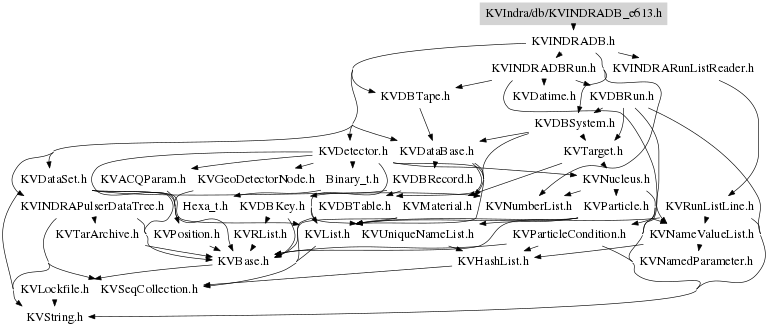 KVIndra/db/KVINDRADB_e613.h
KVINDRADB.h
KVINDRADBRun.h KVINDRARunListReader.h
KVDBTape.h KVDatime.h KVDBRun.h
KVDBSystem.h
KVDetector.h KVDataBase.h KVTarget.h
KVDataSet.h KVACQParam.h KVGeoDetectorNode.h Binary_t.h KVDBRecord.h KVNucleus.h
KVINDRAPulserDataTree.h Hexa_t.h KVDBKey.h KVDBTable.h KVMaterial.h KVNumberList.h KVParticle.h KVRunListLine.h
KVTarArchive.h KVPosition.h KVRList.h KVList.h KVUniqueNameList.h KVParticleCondition.h KVNameValueList.h
KVBase.h KVHashList.h KVNamedParameter.h
KVLockfile.h KVSeqCollection.h
KVString.h